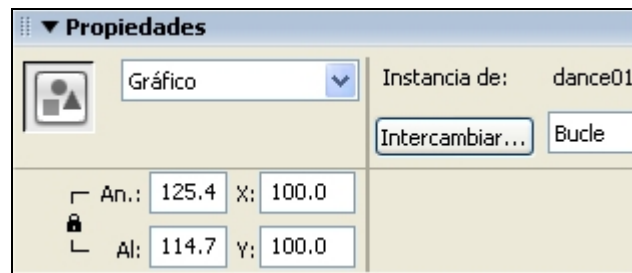 Propiedades
Gráfico Instancia de: dance01
Intercambiar... Bucle
An.: 125.4 X: 100.0
Al: 114.7 Y: 100.0